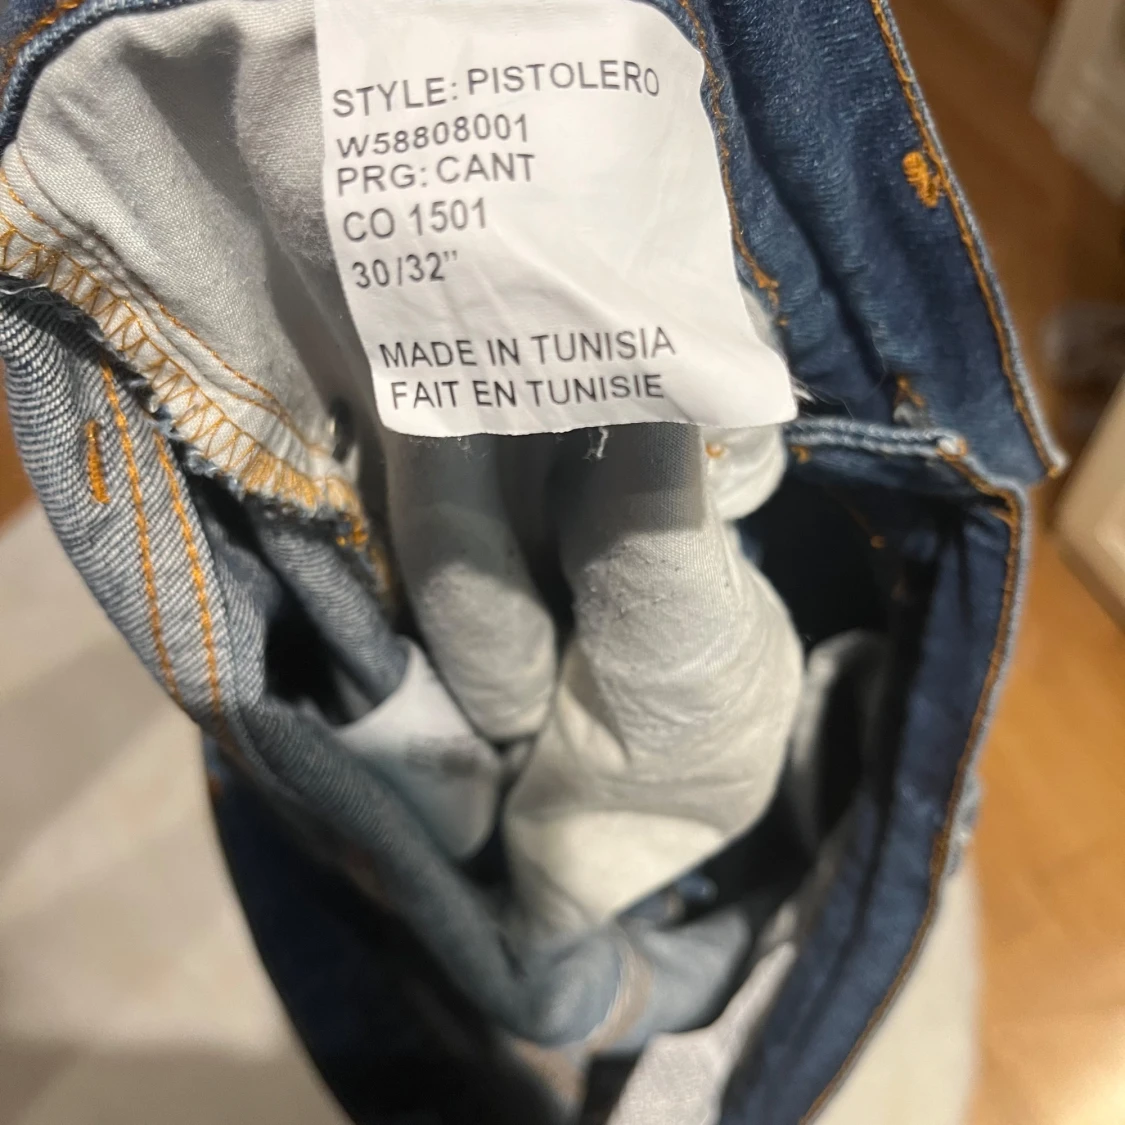 STYLE: PISTOLERO
W58808001
PRG: CANT
CO 1501
30/32"
MADE IN TUNISIA
FAIT EN TUNISIE